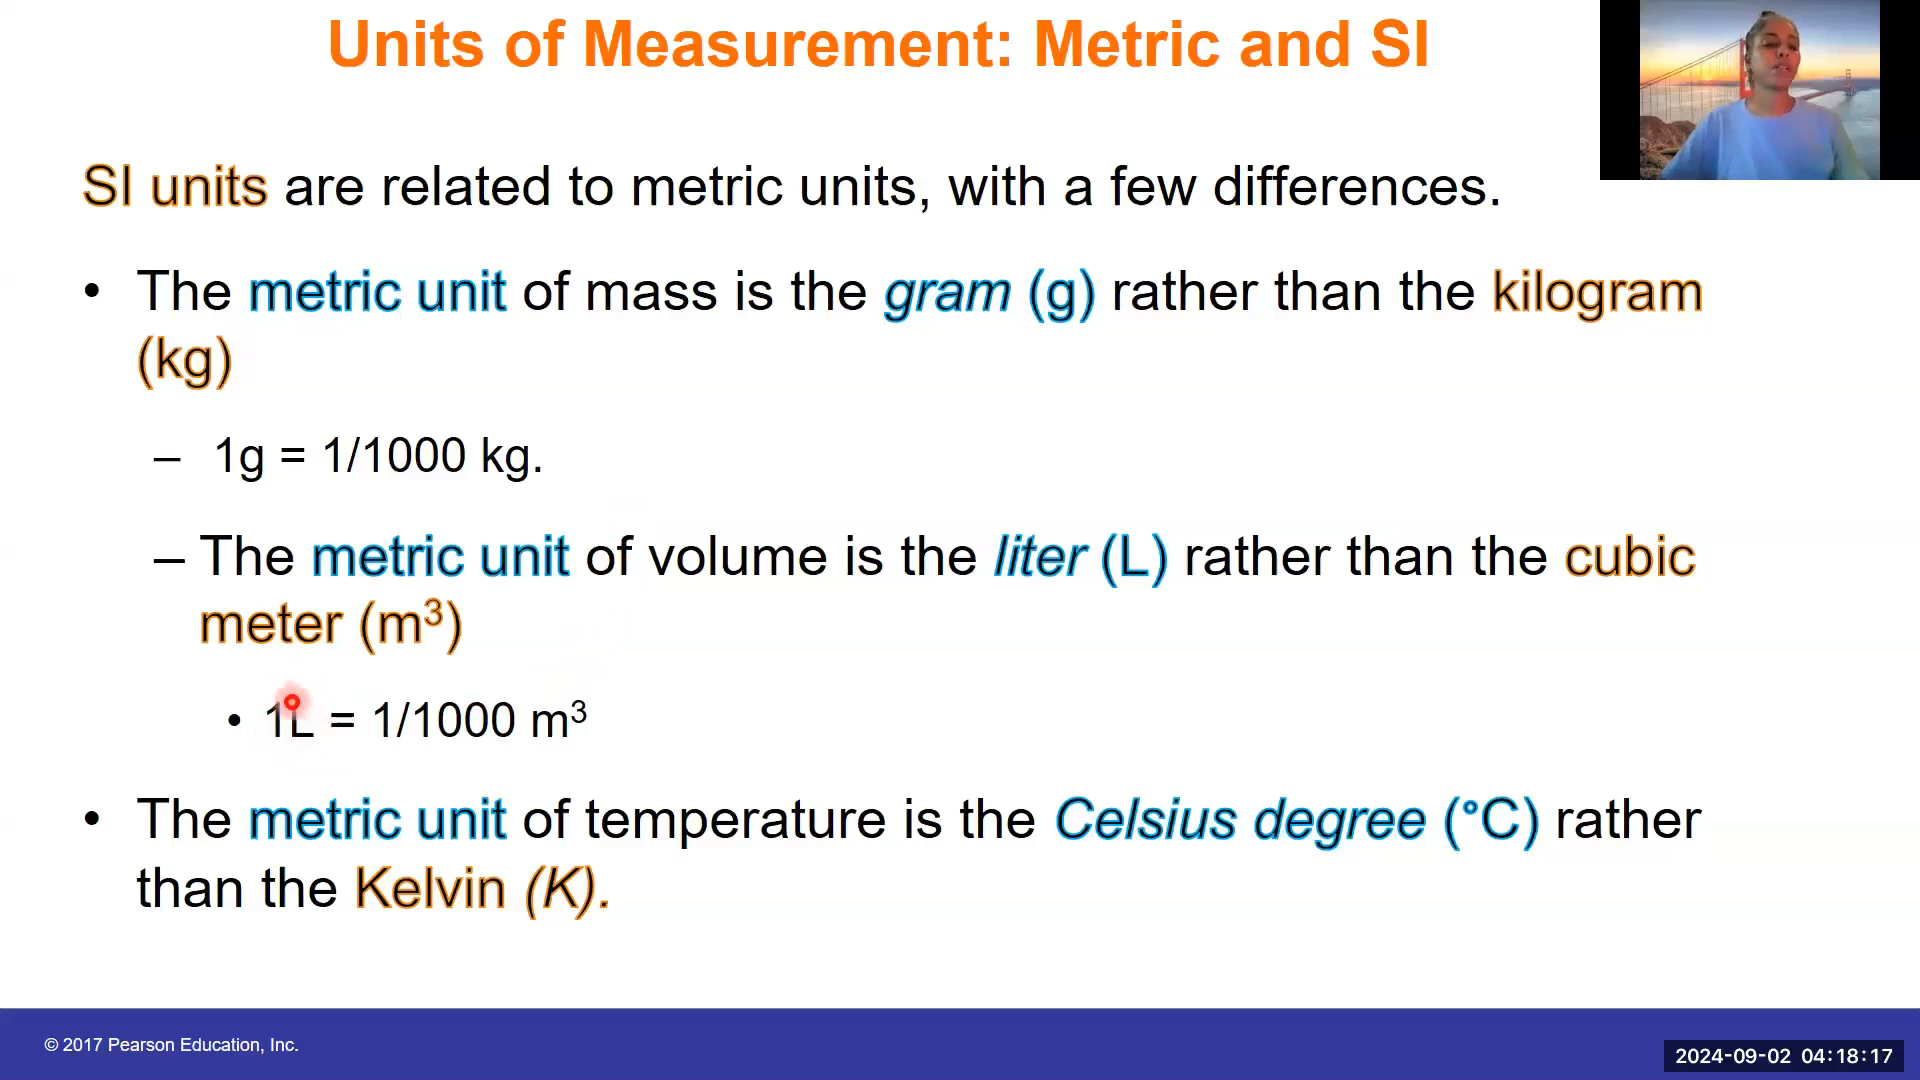 Units of Measurement: Metric and SI
SI units are related to metric units, with a few differences.
• The metric unit of mass is the gram (g) rather than the kilogram
(kg)
– 1g = 1/1000 kg.
– The metric unit of volume is the liter (L) rather than the cubic
meter (m³)
• 1L = 1/1000 m³
• The metric unit of temperature is the Celsius degree (°C) rather
than the Kelvin (K).
© 2017 Pearson Education, Inc.
2024-09-02 04:18:17